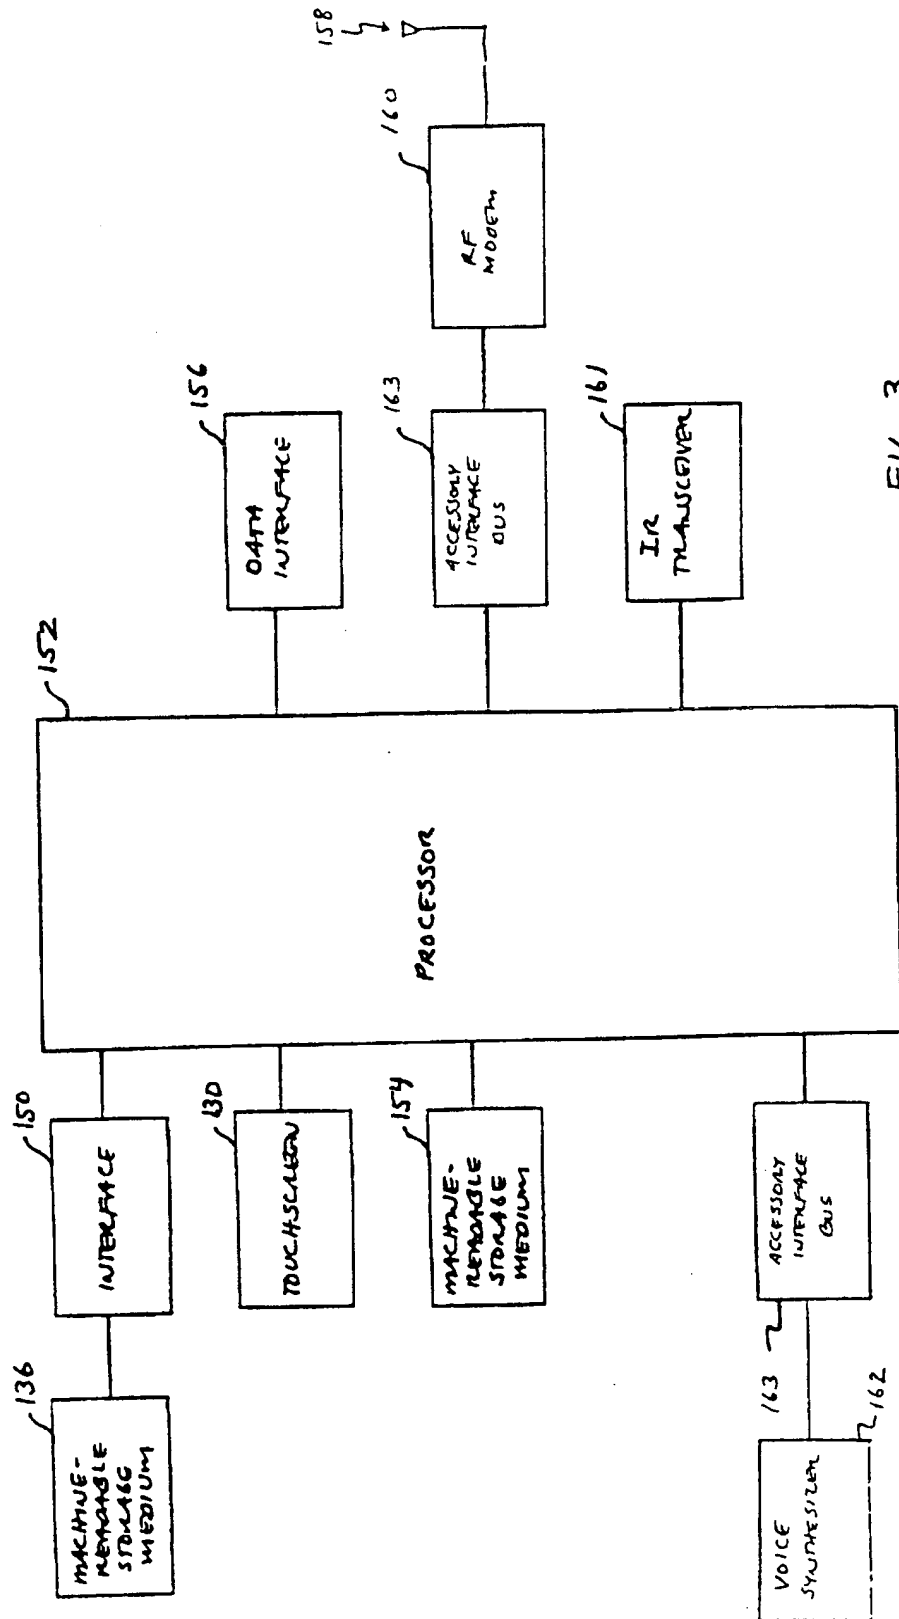 158
160
RF
MODEM
156
DATA
INTERFACE
163
ACCESSORY
INTERFACE
BUS
161
IR
TRANSCEIVER
152
PROCESSOR
150
INTERFACE
130
TOUCHSCREEN
154
MACHINE-
READABLE
STORAGE
MEDIUM
ACCESSORY
INTERFACE
BUS
163
136
MACHINE-
READABLE
STORAGE
MEDIUM
162
VOICE
SYNTHESIZER
3